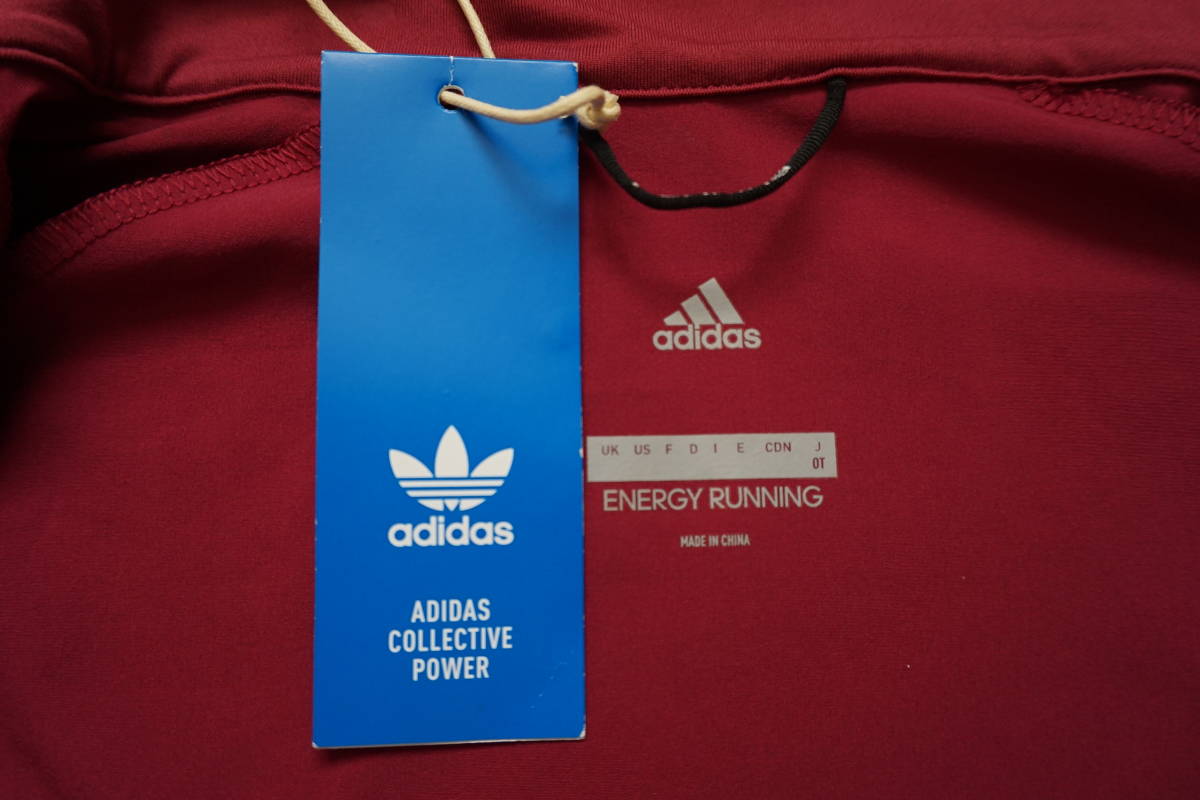 adidas
ADIDAS
COLLECTIVE
POWER
adidas
UK US F D I E CDN J
OT
ENERGY RUNNING
MADE IN CHINA